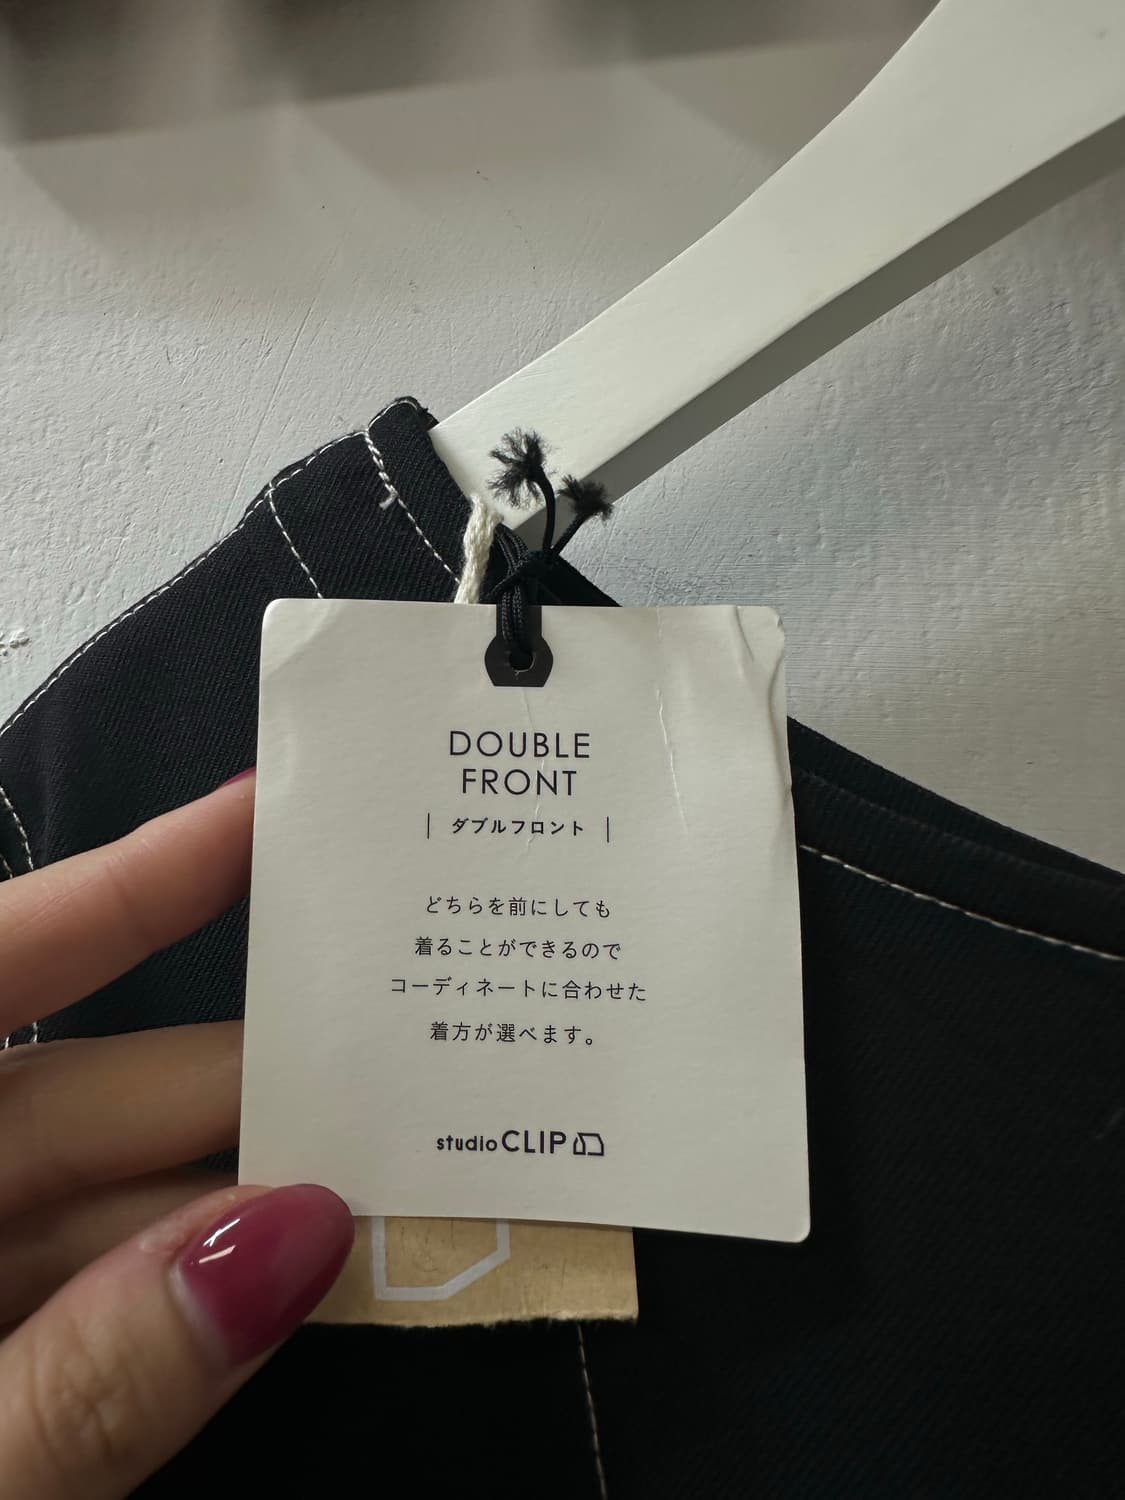 DOUBLE
FRONT
| ダブルフロント |
どちらを前にしても
着ることができるので
コーディネートに合わせた
着方が選べます。
studio CLIP